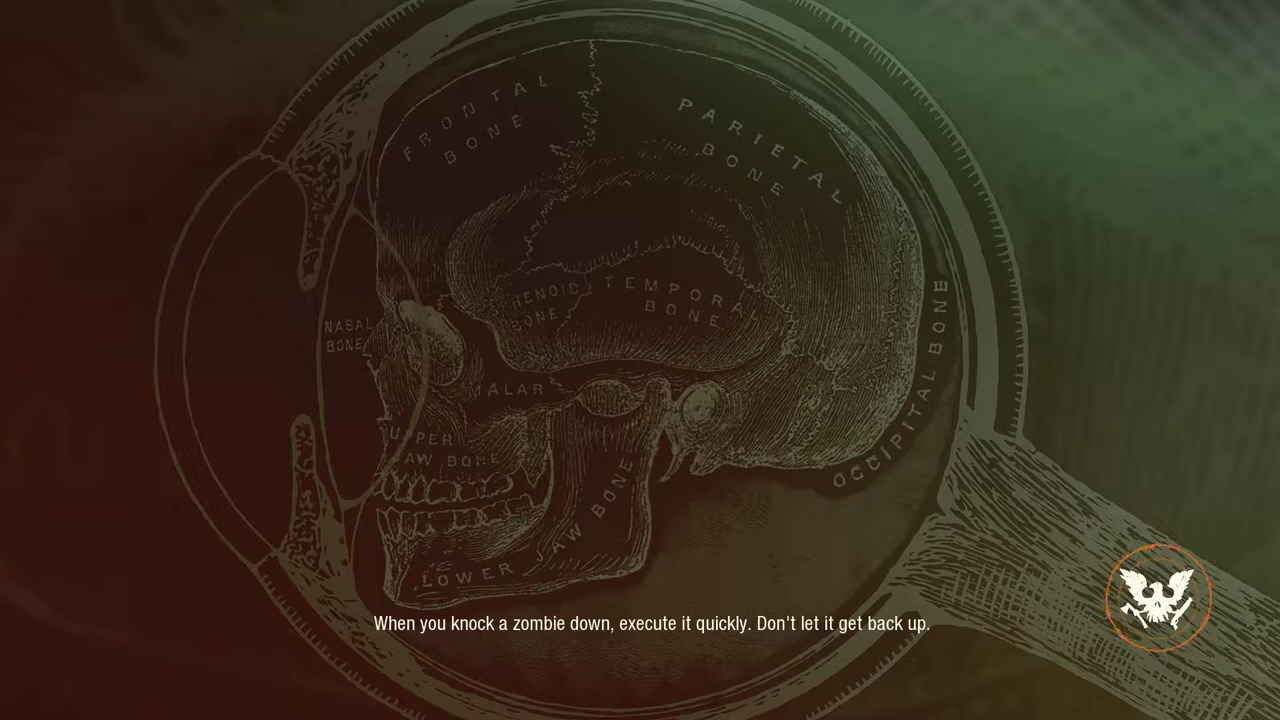 FRONTAL
BONE
PARIETAL
BONE
TEMPORAL
BONE
NASAL
BONE
OCCIPITAL BONE
UPPER
JAW BONE
LOWER JAW BONE
When you knock a zombie down, execute it quickly. Don't let it get back up.